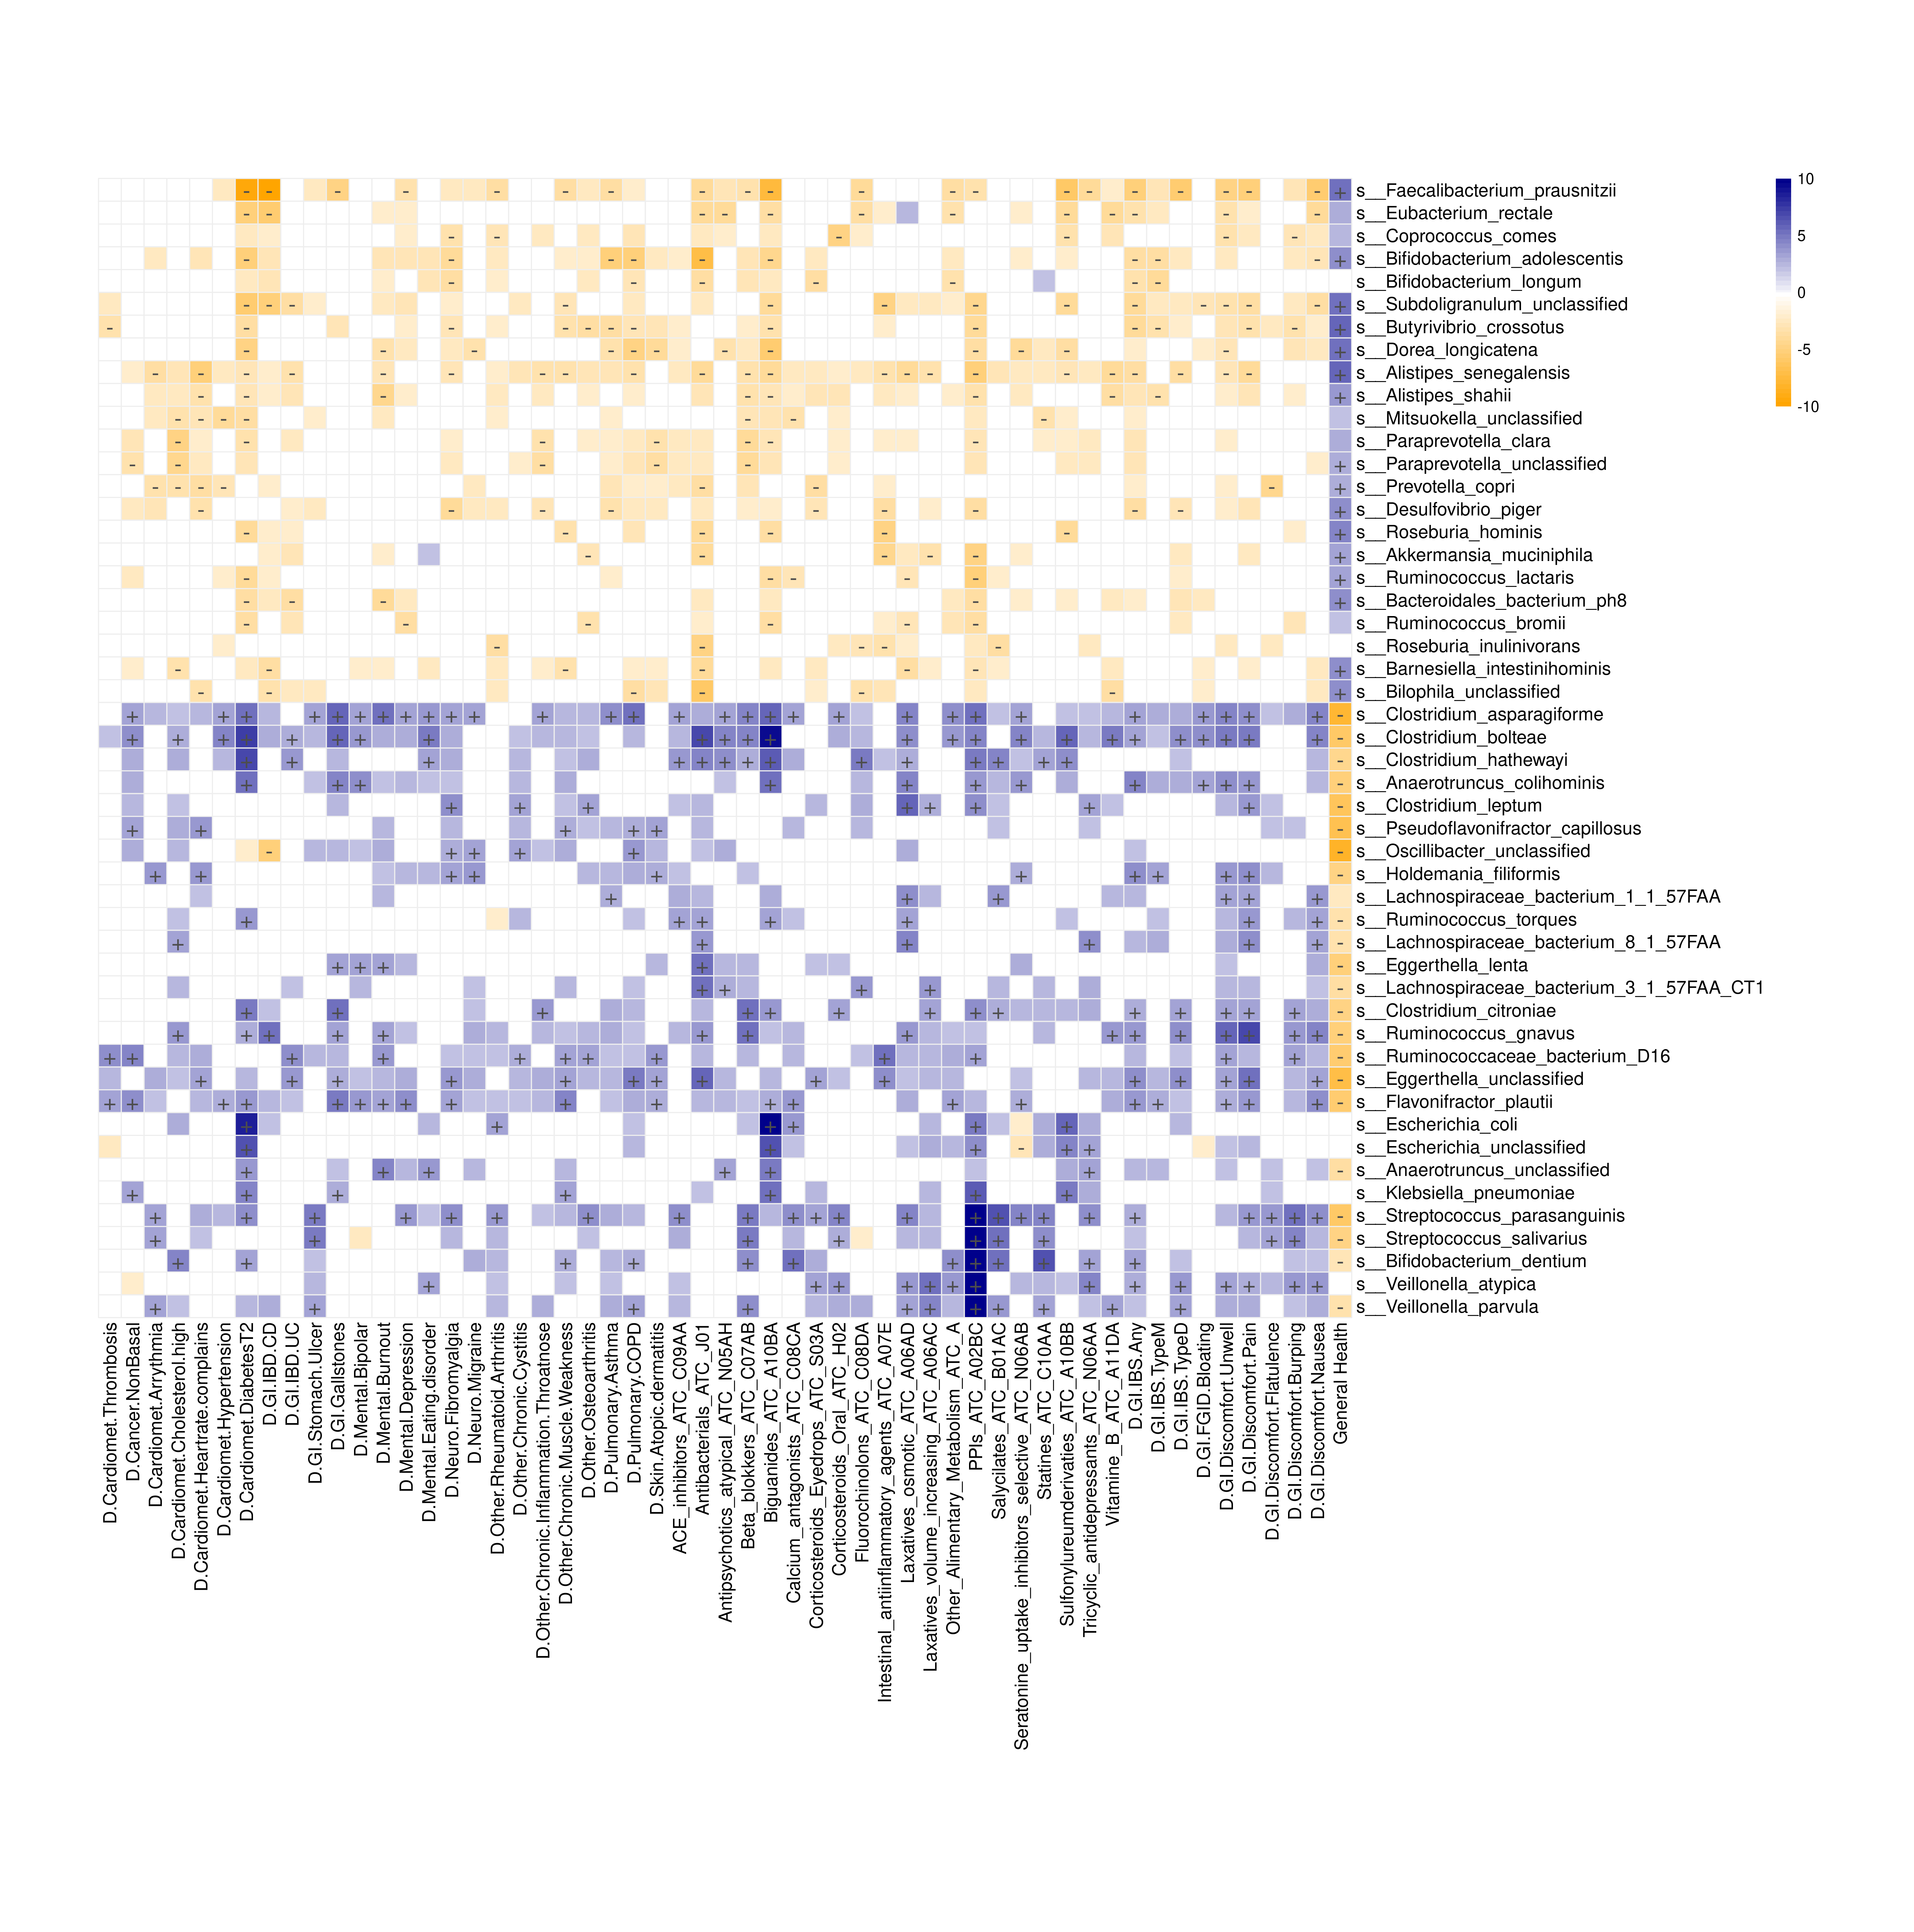 10
5
0
-5
-10
s__Faecalibacterium_prausnitzii
s__Eubacterium_rectale
s__Coprococcus_comes
s__Bifidobacterium_adolescentis
s__Bifidobacterium_longum
s__Subdoligranulum_unclassified
s__Butyrivibrio_crossotus
s__Dorea_longicatena
s__Alistipes_senegalensis
s__Alistipes_shahii
s__Mitsuokella_unclassified
s__Paraprevotella_clara
s__Paraprevotella_unclassified
s__Prevotella_copri
s__Desulfovibrio_piger
s__Roseburia_hominis
s__Akkermansia_muciniphila
s__Ruminococcus_lactaris
s__Bacteroidales_bacterium_ph8
s__Ruminococcus_bromii
s__Roseburia_inulinivorans
s__Barnesiella_intestinihominis
s__Bilophila_unclassified
s__Clostridium_asparagiforme
s__Clostridium_bolteae
s__Clostridium_hathewayi
s__Anaerotruncus_colihominis
s__Clostridium_leptum
s__Pseudoflavonifractor_capillosus
s__Oscillibacter_unclassified
s__Holdemania_filiformis
s__Lachnospiraceae_bacterium_1_1_57FAA
s__Ruminococcus_torques
s__Lachnospiraceae_bacterium_8_1_57FAA
s__Eggerthella_lenta
s__Lachnospiraceae_bacterium_3_1_57FAA_CT1
s__Clostridium_citroniae
s__Ruminococcus_gnavus
s__Ruminococcaceae_bacterium_D16
s__Eggerthella_unclassified
s__Flavonifractor_plautii
s__Escherichia_coli
s__Escherichia_unclassified
s__Anaerotruncus_unclassified
s__Klebsiella_pneumoniae
s__Streptococcus_parasanguinis
s__Streptococcus_salivarius
s__Bifidobacterium_dentium
s__Veillonella_atypica
s__Veillonella_parvula
D.Cardiomet.Thrombosis
D.Cancer.NonBasal
D.Cardiomet.Arrythmia
D.Cardiomet.Cholesterol.high
D.Cardiomet.Heartrate.complains
D.Cardiomet.Hypertension
D.Cardiomet.DiabetesT2
D.GI.IBD.CD
D.GI.IBD.UC
D.GI.Stomach.Ulcer
D.GI.Gallstones
D.Mental.Bipolar
D.Mental.Burnout
D.Mental.Depression
D.Mental.Eating.disorder
D.Neuro.Fibromyalgia
D.Neuro.Migraine
D.Other.Rheumatoid.Arthritis
D.Other.Chronic.Cystitis
D.Other.Chronic.Inflammation.Throatnose
D.Other.Chronic.Muscle.Weakness
D.Other.Osteoarthritis
D.Pulmonary.Asthma
D.Pulmonary.COPD
D.Skin.Atopic.dermatitis
ACE_inhibitors_ATC_C09AA
Antibacterials_ATC_J01
Antipsychotics_atypical_ATC_N05AH
Beta_blokkers_ATC_C07AB
Biguanides_ATC_A10BA
Calcium_antagonists_ATC_C08CA
Corticosteroids_Eyedrops_ATC_S03A
Corticosteroids_Oral_ATC_H02
Fluorochinolons_ATC_C08DA
Intestinal_antiinflammatory_agents_ATC_A07E
Laxatives_osmotic_ATC_A06AD
Laxatives_volume_increasing_ATC_A06AC
Other_Alimentary_Metabolism_ATC_A
PPIs_ATC_A02BC
Salycilates_ATC_B01AC
Seratonine_uptake_inhibitors_selective_ATC_N06AB
Statines_ATC_C10AA
Sulfonylureumderivaties_ATC_A10BB
Tricyclic_antidepressants_ATC_N06AA
Vitamine_B_ATC_A11DA
D.GI.IBS.Any
D.GI.IBS.TypeM
D.GI.IBS.TypeD
D.GI.FGID.Bloating
D.GI.Discomfort.Unwell
D.GI.Discomfort.Pain
D.GI.Discomfort.Flatulence
D.GI.Discomfort.Burping
D.GI.Discomfort.Nausea
General Health